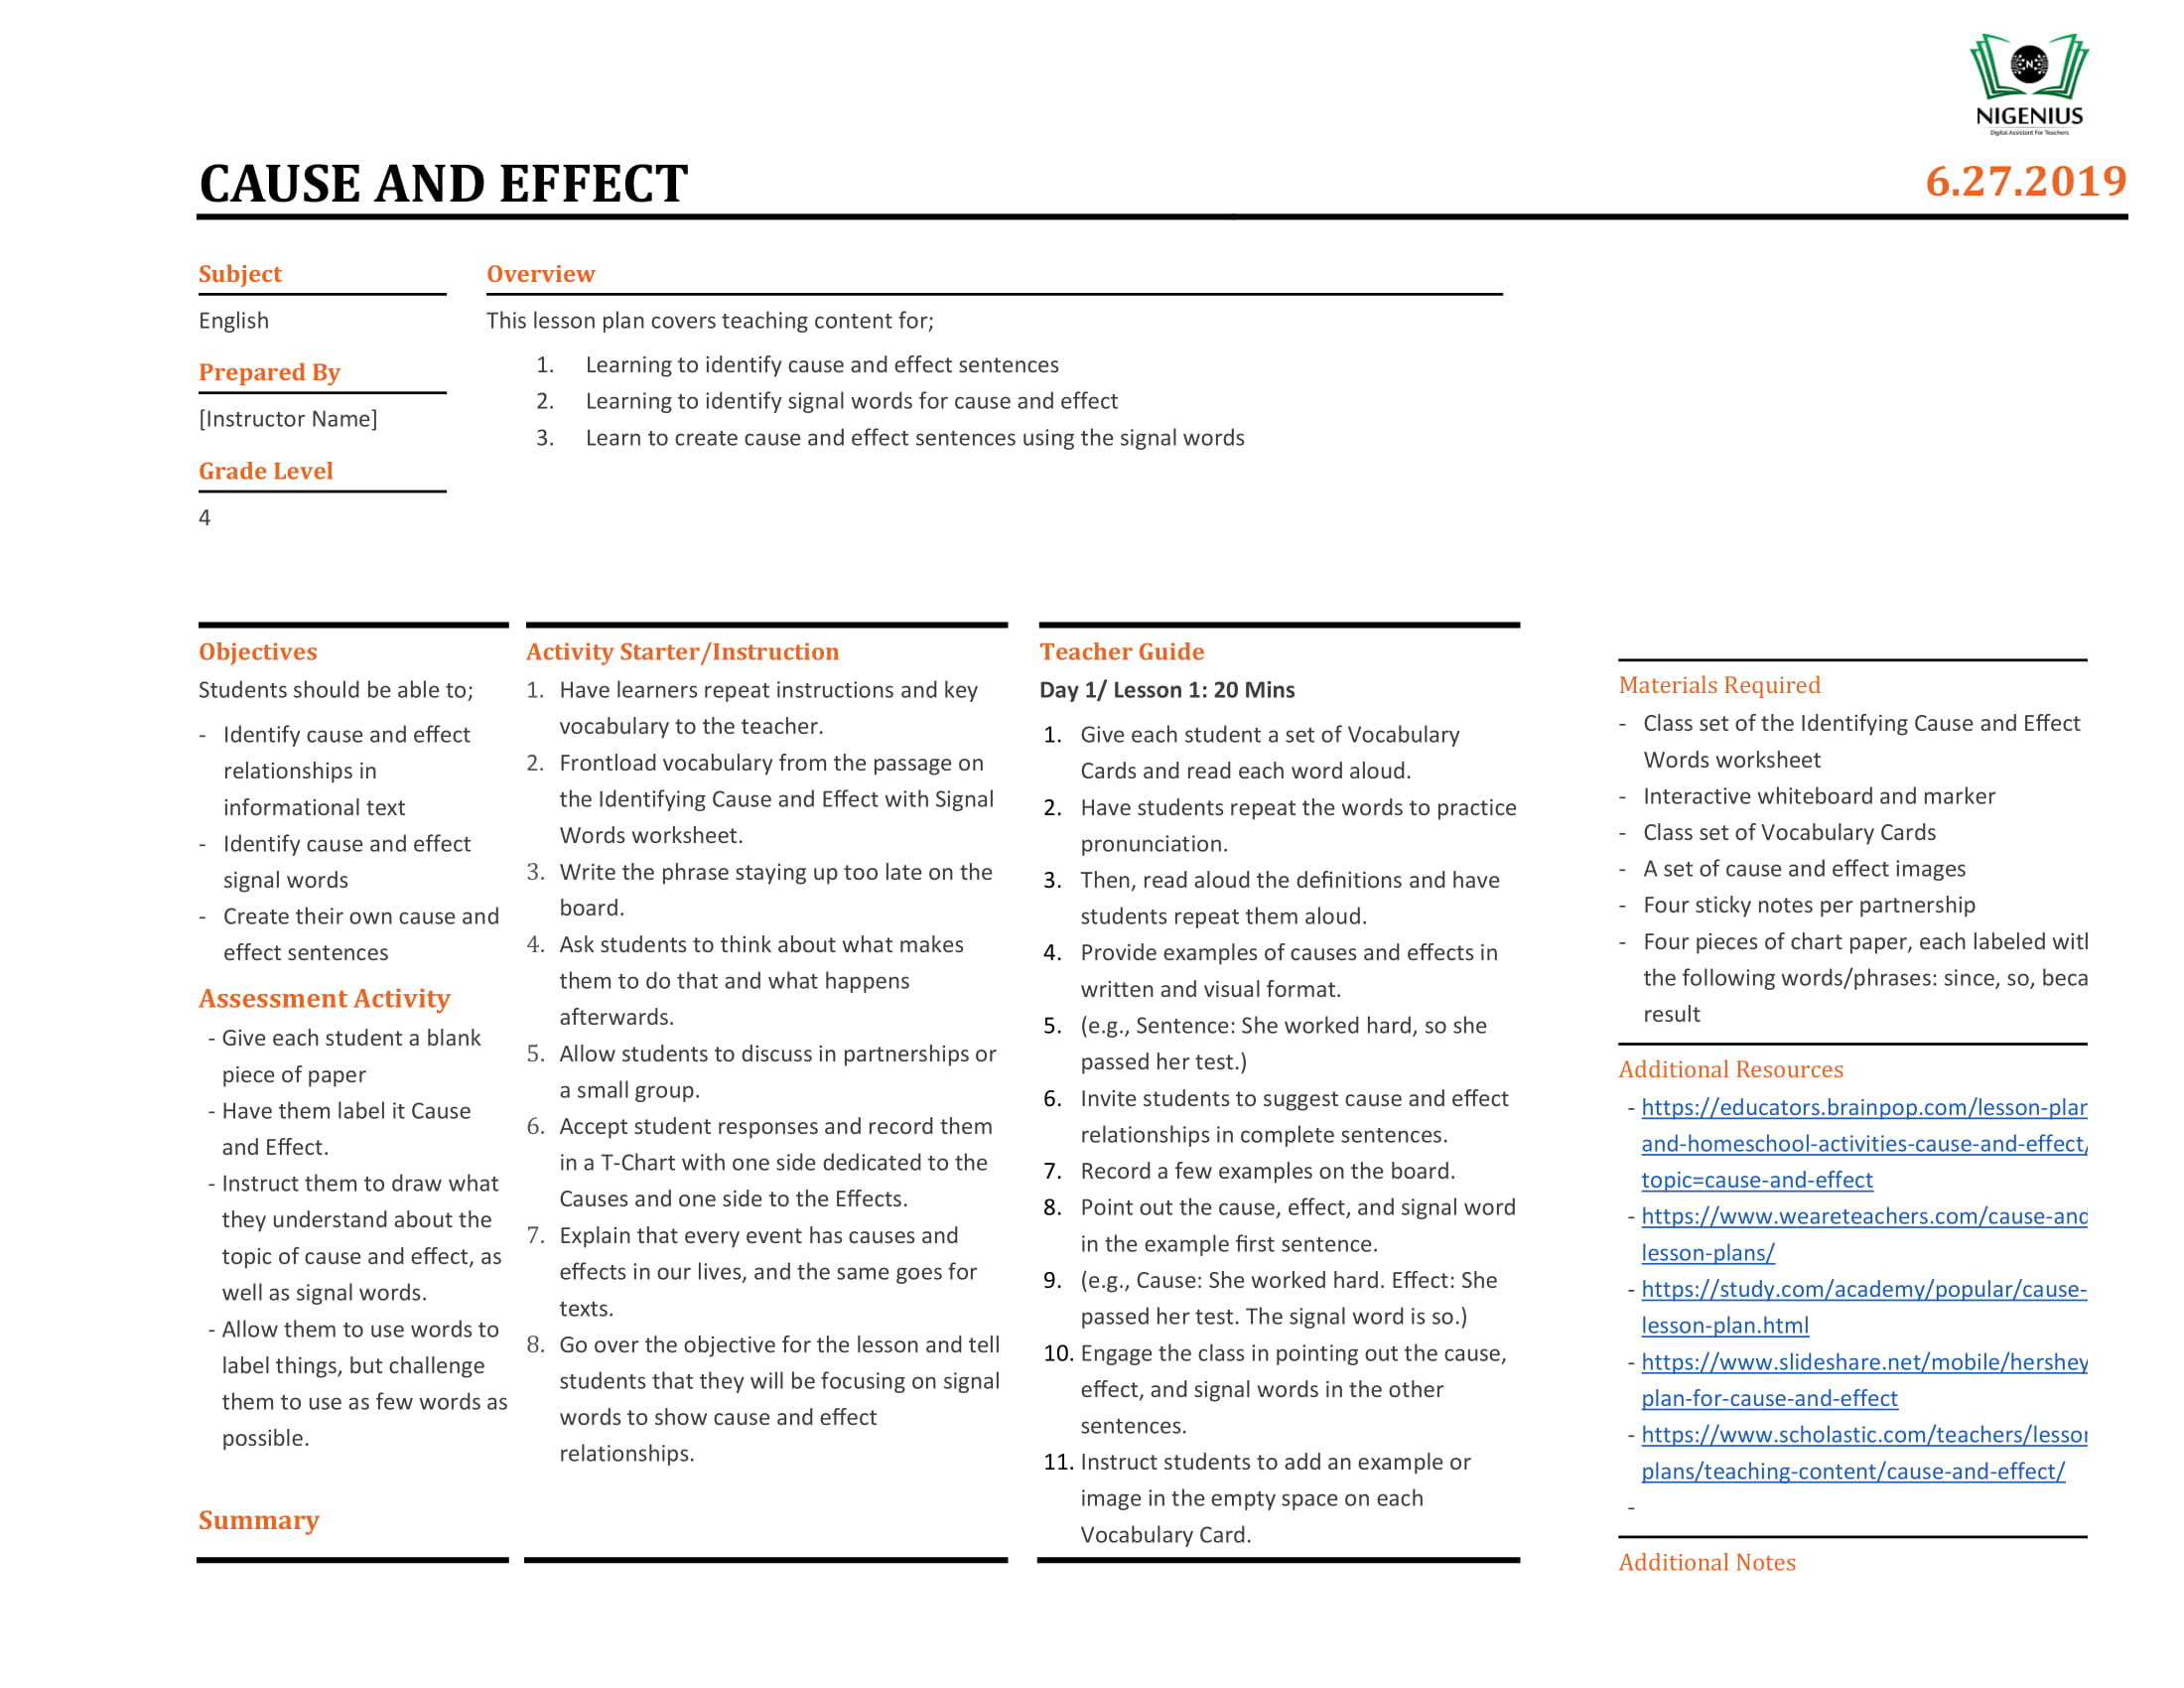 NIGENIUS
Digital Assistant For Teachers
CAUSE AND EFFECT
6.27.2019
Subject
English
Prepared By
[Instructor Name]
Grade Level
4
Overview
This lesson plan covers teaching content for;
1. Learning to identify cause and effect sentences
2. Learning to identify signal words for cause and effect
3. Learn to create cause and effect sentences using the signal words
Objectives
Students should be able to;
- Identify cause and effect
relationships in
informational text
- Identify cause and effect
signal words
- Create their own cause and
effect sentences
Assessment Activity
- Give each student a blank
piece of paper
- Have them label it Cause
and Effect.
- Instruct them to draw what
they understand about the
topic of cause and effect, as
well as signal words.
- Allow them to use words to
label things, but challenge
them to use as few words as
possible.
Summary
Activity Starter/Instruction
1. Have learners repeat instructions and key
vocabulary to the teacher.
2. Frontload vocabulary from the passage on
the Identifying Cause and Effect with Signal
Words worksheet.
3. Write the phrase staying up too late on the
board.
4. Ask students to think about what makes
them to do that and what happens
afterwards.
5. Allow students to discuss in partnerships or
a small group.
6. Accept student responses and record them
in a T-Chart with one side dedicated to the
Causes and one side to the Effects.
7. Explain that every event has causes and
effects in our lives, and the same goes for
texts.
8. Go over the objective for the lesson and tell
students that they will be focusing on signal
words to show cause and effect
relationships.
Teacher Guide
Day 1/ Lesson 1: 20 Mins
1. Give each student a set of Vocabulary
Cards and read each word aloud.
2. Have students repeat the words to practice
pronunciation.
3. Then, read aloud the definitions and have
students repeat them aloud.
4. Provide examples of causes and effects in
written and visual format.
5. (e.g., Sentence: She worked hard, so she
passed her test.)
6. Invite students to suggest cause and effect
relationships in complete sentences.
7. Record a few examples on the board.
8. Point out the cause, effect, and signal word
in the example first sentence.
9. (e.g., Cause: She worked hard. Effect: She
passed her test. The signal word is so.)
10. Engage the class in pointing out the cause,
effect, and signal words in the other
sentences.
11. Instruct students to add an example or
image in the empty space on each
Vocabulary Card.
Materials Required
- Class set of the Identifying Cause and Effect
Words worksheet
- Interactive whiteboard and marker
- Class set of Vocabulary Cards
- A set of cause and effect images
- Four sticky notes per partnership
- Four pieces of chart paper, each labeled
the following words/phrases: since, so, beca
result
Additional Resources
- https://educators.brainpop.com/lesson-plan
and-homeschool-activities-cause-and-effect/
topic=cause-and-effect
- https://www.weareteachers.com/cause-and
lesson-plans/
- https://study.com/academy/popular/cause-
lesson-plan.html
- https://www.slideshare.net/mobile/hershey
plan-for-cause-and-effect
- https://www.scholastic.com/teachers/lesson
plans/teaching-content/cause-and-effect/
-
Additional Notes